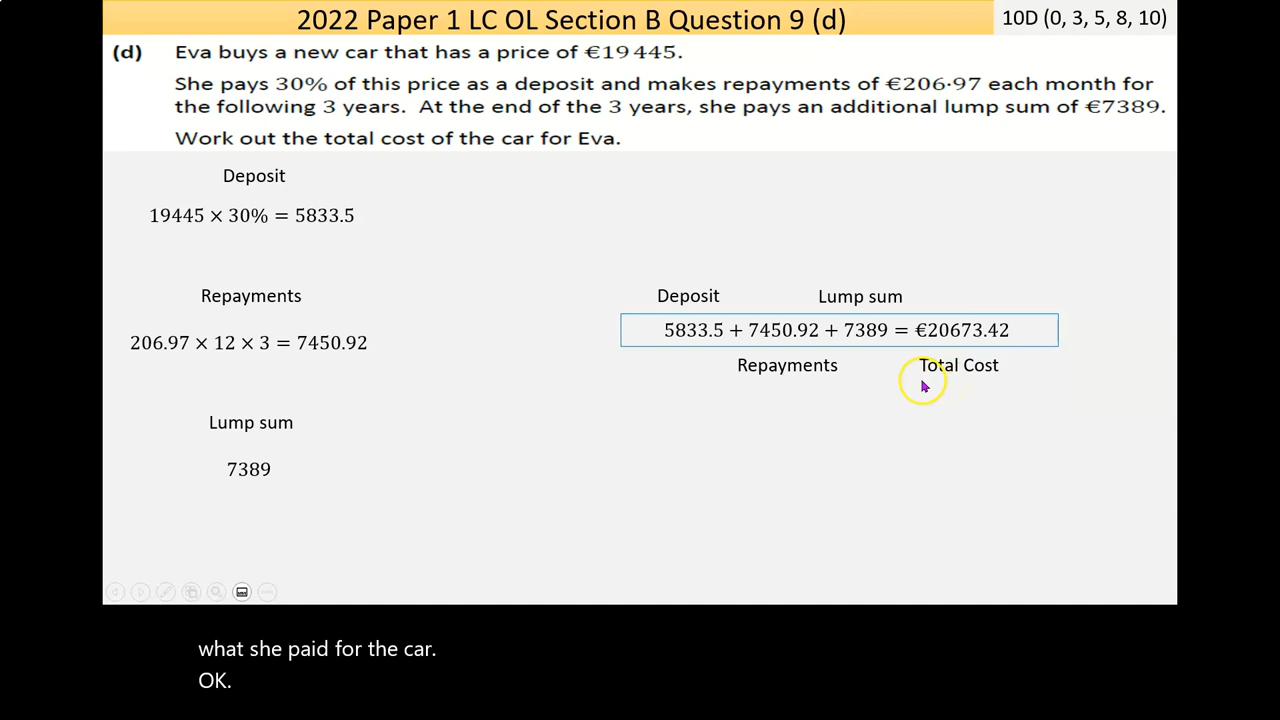 2022 Paper 1 LC OL Section B Question 9 (d)
10D (0, 3, 5, 8, 10)
(d) Eva buys a new car that has a price of €19 445.
She pays 30% of this price as a deposit and makes repayments of €206·97 each month for
the following 3 years. At the end of the 3 years, she pays an additional lump sum of €7389.
Work out the total cost of the car for Eva.
Deposit
19445 × 30% = 5833.5
Repayments
206.97 × 12 × 3 = 7450.92
Lump sum
7389
Deposit Lump sum
5833.5 + 7450.92 + 7389 = €20673.42
Repayments Total Cost
what she paid for the car.
OK.